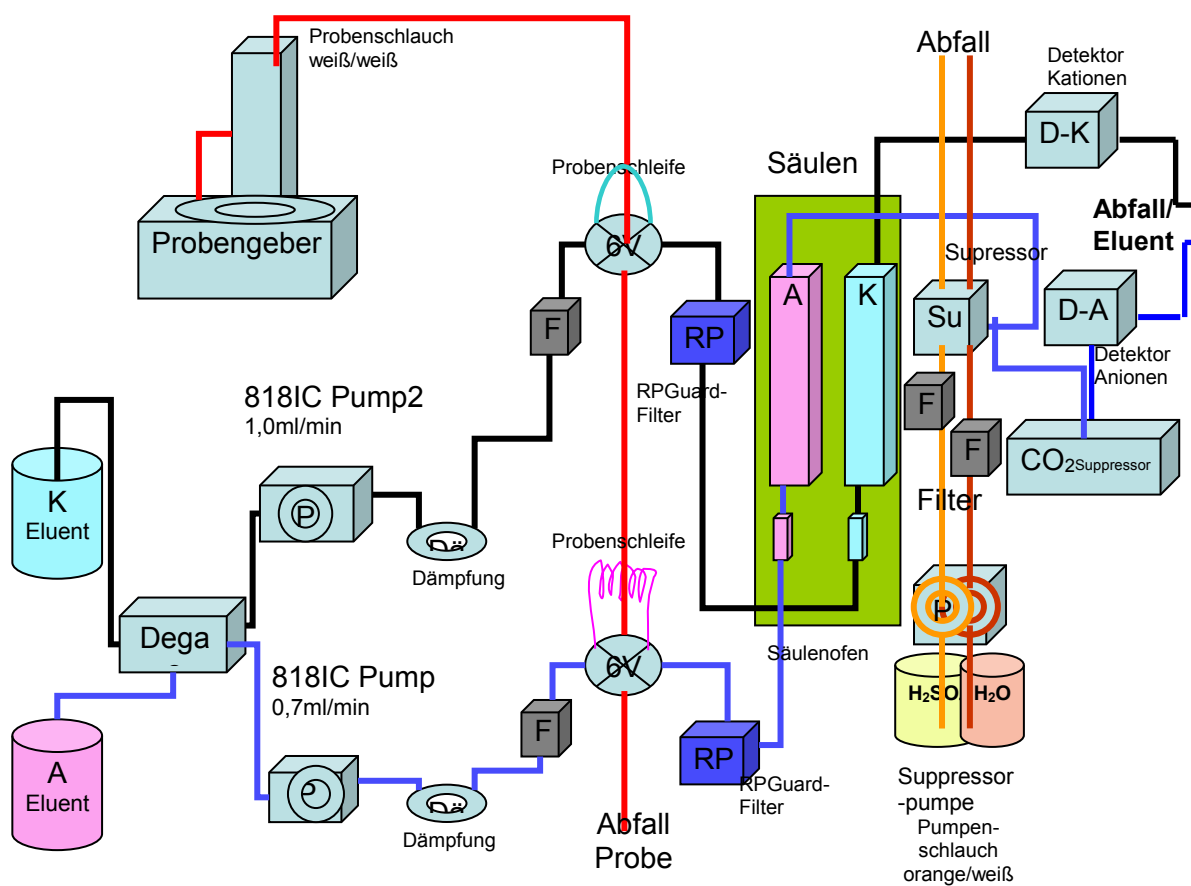 Probenschlauch
weiß/weiß
Abfall
Detektor
Kationen
D-K
Säulen
Probenschleife
Probengeber
6V
Abfall/
Eluent
Supressor
A
K
F
RP
Su
D-A
Detektor
Anionen
RPGuard-
Filter
818IC Pump2
1,0ml/min
F
F
CO2Suppressor
K
Eluent
P
Filter
Dämpfung
Probenschleife
P
Dega
Säulenofen
6V
H2SO
H2O
818IC Pump
0,7ml/min
F
RP
A
Eluent
RPGuard-
Filter
Suppressor
-pumpe
Pumpen-
schlauch
orange/weiß
Dämpfung
Abfall
Probe